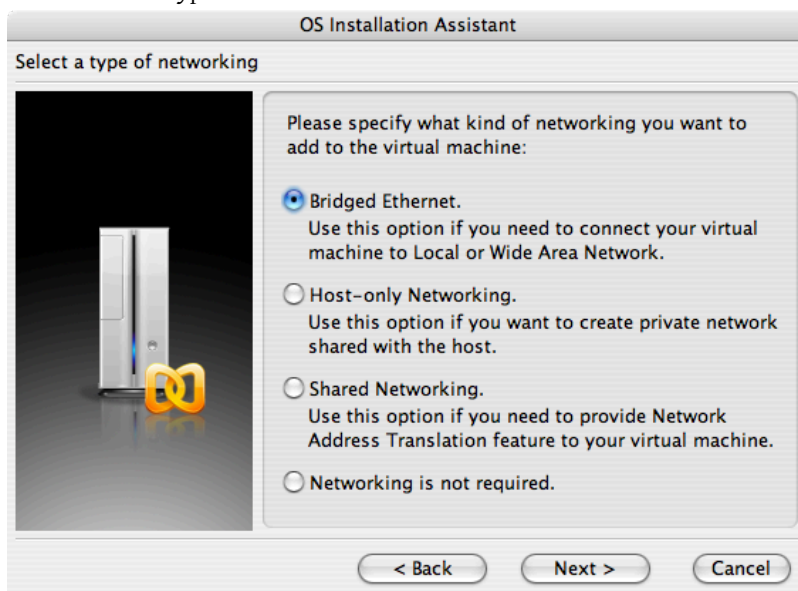 OS Installation Assistant
Select a type of networking
Please specify what kind of networking you want to
add to the virtual machine:
Bridged Ethernet.
Use this option if you need to connect your virtual
machine to Local or Wide Area Network.
Host-only Networking.
Use this option if you want to create private network
shared with the host.
Shared Networking.
Use this option if you need to provide Network
Address Translation feature to your virtual machine.
Networking is not required.
< Back
Next >
Cancel